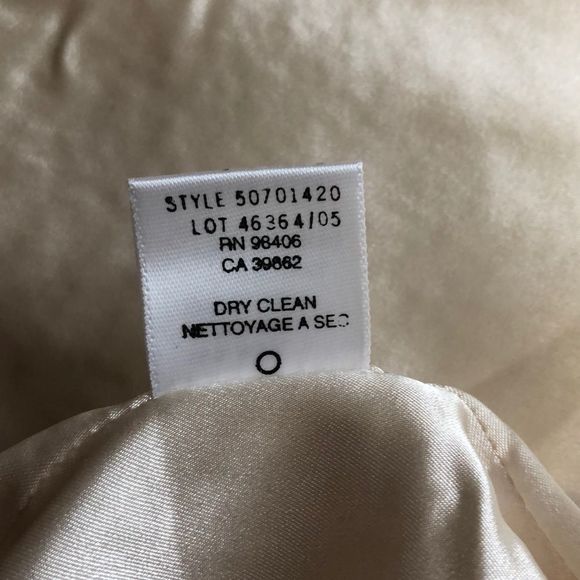 STYLE 50701420
LOT 46364/05
RN 98406
CA 39862
DRY CLEAN
NETTOYAGE A SEC